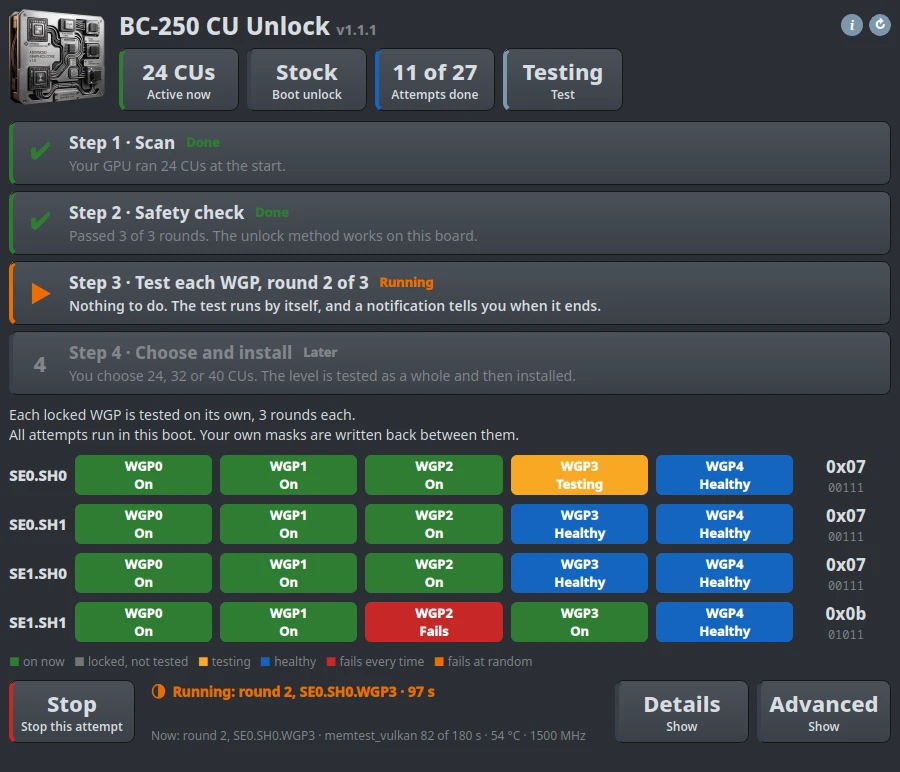 BC-250 CU Unlock v1.1.1
24 CUs
Active now
Stock
Boot unlock
11 of 27
Attempts done
Testing
Test
Step 1 · Scan Done
Your GPU ran 24 CUs at the start.
Step 2 · Safety check Done
Passed 3 of 3 rounds. The unlock method works on this board.
Step 3 · Test each WGP, round 2 of 3 Running
Nothing to do. The test runs by itself, and a notification tells you when it ends.
4
Step 4 · Choose and install Later
You choose 24, 32 or 40 CUs. The level is tested as a whole and then installed.
Each locked WGP is tested on its own, 3 rounds each.
All attempts run in this boot. Your own masks are written back between them.
SE0.SH0
WGP0
On
WGP1
On
WGP2
On
WGP3
Testing
WGP4
Healthy
0x07
00111
SE0.SH1
WGP0
On
WGP1
On
WGP2
On
WGP3
Healthy
WGP4
Healthy
0x07
00111
SE1.SH0
WGP0
On
WGP1
On
WGP2
On
WGP3
Healthy
WGP4
Healthy
0x07
00111
SE1.SH1
WGP0
On
WGP1
On
WGP2
Fails
WGP3
On
WGP4
Healthy
0x0b
01011
on now locked, not tested testing healthy fails every time fails at random
Stop
Stop this attempt
Running: round 2, SE0.SH0.WGP3 · 97 s
Now: round 2, SE0.SH0.WGP3 · memtest_vulkan 82 of 180 s · 54 °C · 1500 MHz
Details
Show
Advanced
Show